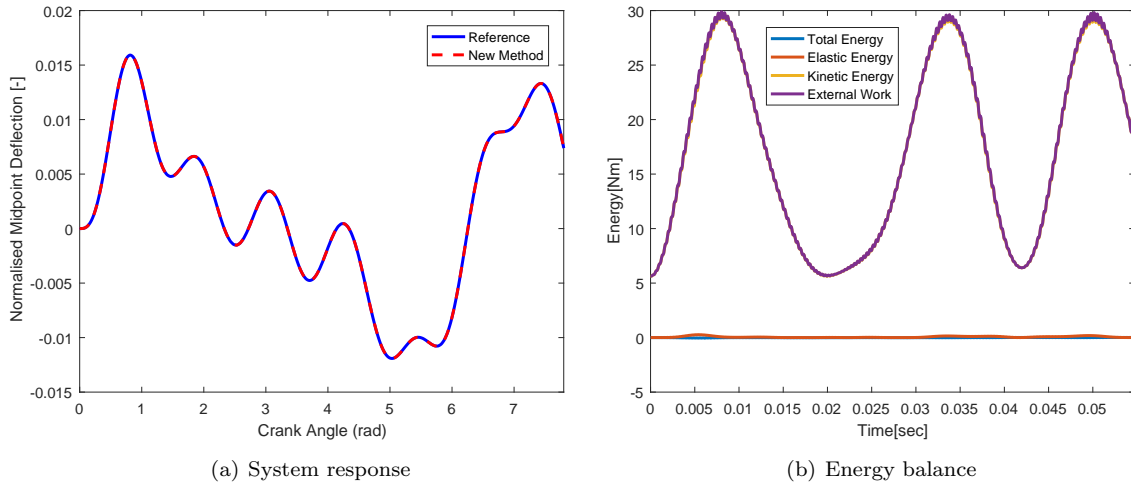 0.02
0.015
0.01
0.005
0
-0.005
-0.01
-0.015
Normalised Midpoint Deflection [-]
Reference
New Method
0 1 2 3 4 5 6 7
Crank Angle (rad)
(a) System response
30
25
20
15
10
5
0
-5
Energy[Nm]
Total Energy
Elastic Energy
Kinetic Energy
External Work
0 0.005 0.01 0.015 0.02 0.025 0.03 0.035 0.04 0.045 0.05
Time[sec]
(b) Energy balance